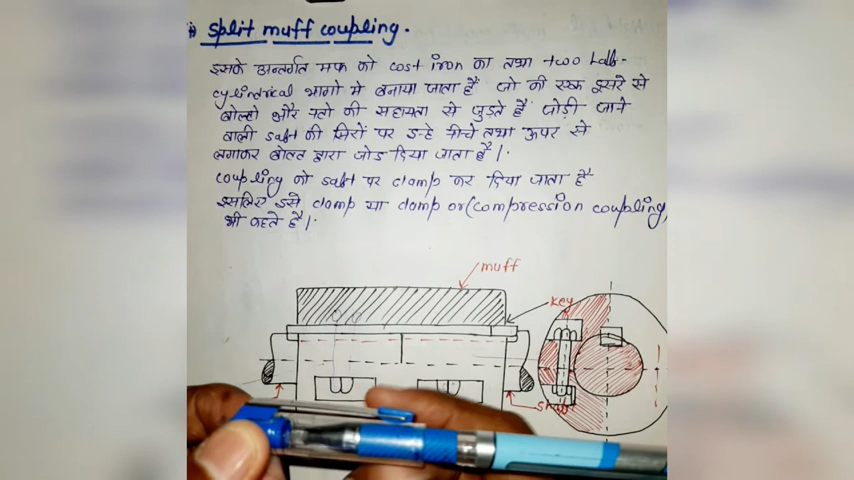 ii) Split muff coupling.
इसके अन्तर्गत मफ को cost iron का तथा two half-
cylindrical भागो मे बनाया जाता है जो की एक दूसरे से
बोल्टो और नटो की सहायता से जुडते है जोडी जाने
वाली saft की सिरों पर इन्हे नीचे तथा ऊपर से
लगाकर बोल्ट द्वारा जोड दिया जाता है।
coupling को saft पर clamp कर दिया जाता है
इसलिए इसे clamp या clamp or (compression coupling)
भी कहते है।
muff
key